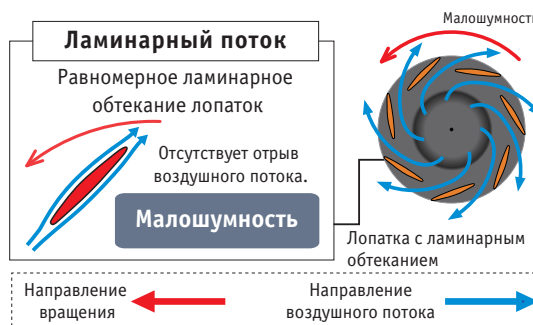 Ламинарный поток
Равномерное ламинарное
обтекание лопаток
Отсутствует отрыв
воздушного потока.
Малошумность
Малошумность
Лопатка с ламинарным
обтеканием
Направление
вращения
Направление
воздушного потока